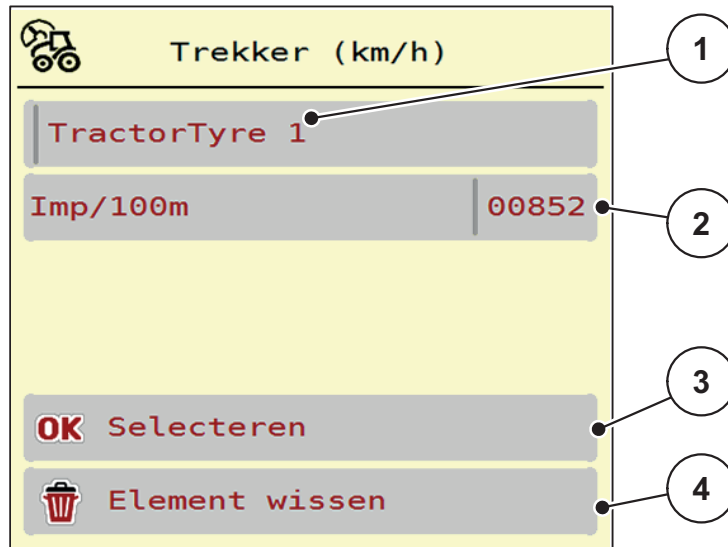 Trekker (km/h)
1
TractorTyre 1
Imp/100m 00852
2
OK Selecteren
3
Element wissen
4